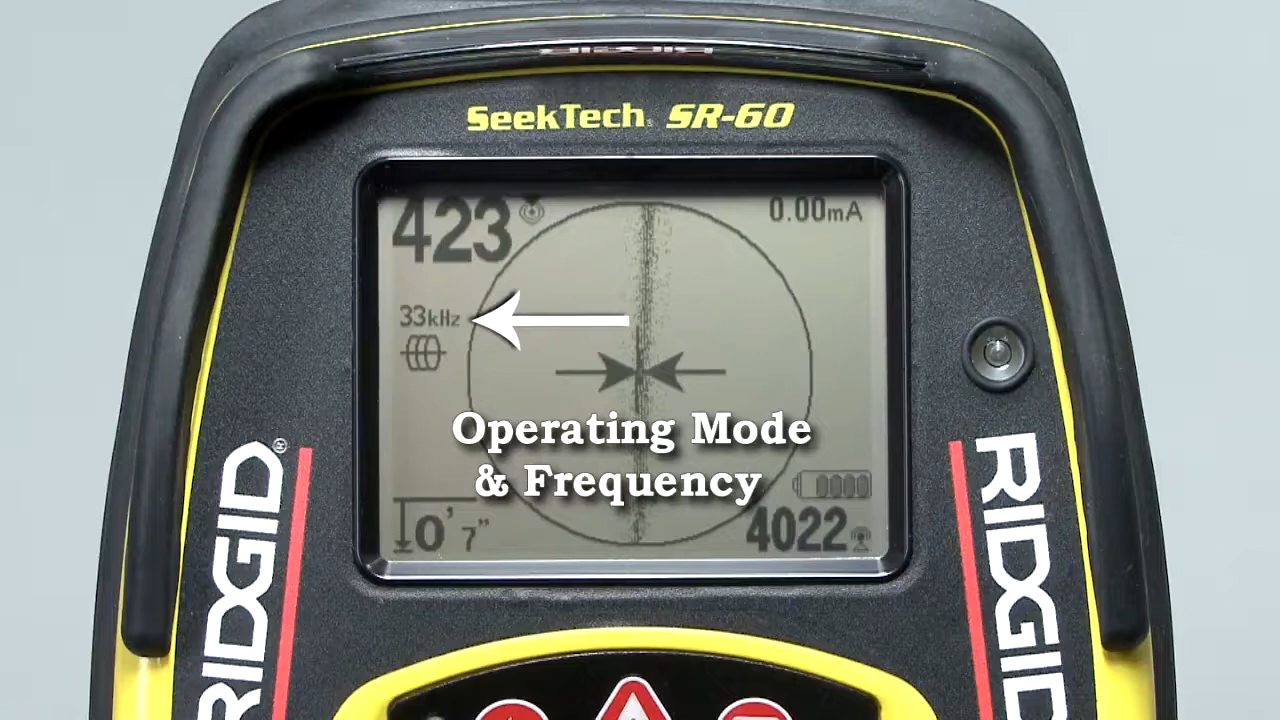 SeekTech SR-60
423
0.00mA
33kHz
Operating Mode
& Frequency
0' 7"
4022
RIDGID®
RIDGID